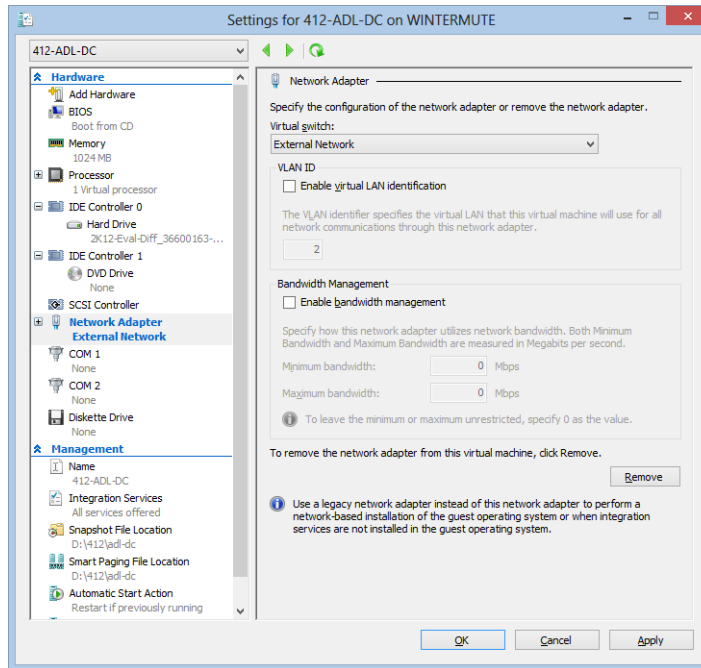 Settings for 412-ADL-DC on WINTERMUTE
412-ADL-DC
Hardware
Add Hardware
BIOS
Boot from CD
Memory
1024 MB
Processor
1 Virtual processor
IDE Controller 0
Hard Drive
2K12-Eval-Diff_36600163-...
IDE Controller 1
DVD Drive
None
SCSI Controller
Network Adapter
External Network
COM 1
None
COM 2
None
Diskette Drive
None
Management
Name
412-ADL-DC
Integration Services
All services offered
Snapshot File Location
D:\412\adl-dc
Smart Paging File Location
D:\412\adl-dc
Automatic Start Action
Restart if previously running
Network Adapter
Specify the configuration of the network adapter or remove the network adapter.
Virtual switch:
External Network
VLAN ID
Enable virtual LAN identification
The VLAN identifier specifies the virtual LAN that this virtual machine will use for all
network communications through this network adapter.
2
Bandwidth Management
Enable bandwidth management
Specify how this network adapter utilizes network bandwidth. Both Minimum
Bandwidth and Maximum Bandwidth are measured in Megabits per second.
Minimum bandwidth: 0 Mbps
Maximum bandwidth: 0 Mbps
To leave the minimum or maximum unrestricted, specify 0 as the value.
To remove the network adapter from this virtual machine, click Remove.
Remove
Use a legacy network adapter instead of this network adapter to perform a
network-based installation of the guest operating system or when integration
services are not installed in the guest operating system.
OK Cancel Apply